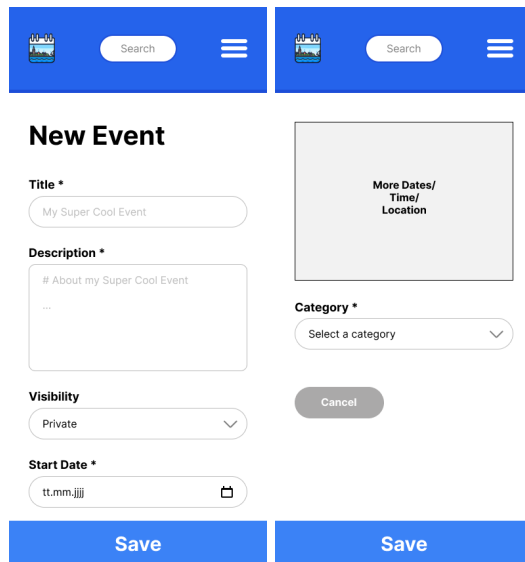 Search
New Event
Title *
My Super Cool Event
Description *
# About my Super Cool Event
...
Visibility
Private
Start Date *
tt.mm.jjjj
Save
Search
More Dates/
Time/
Location
Category *
Select a category
Cancel
Save